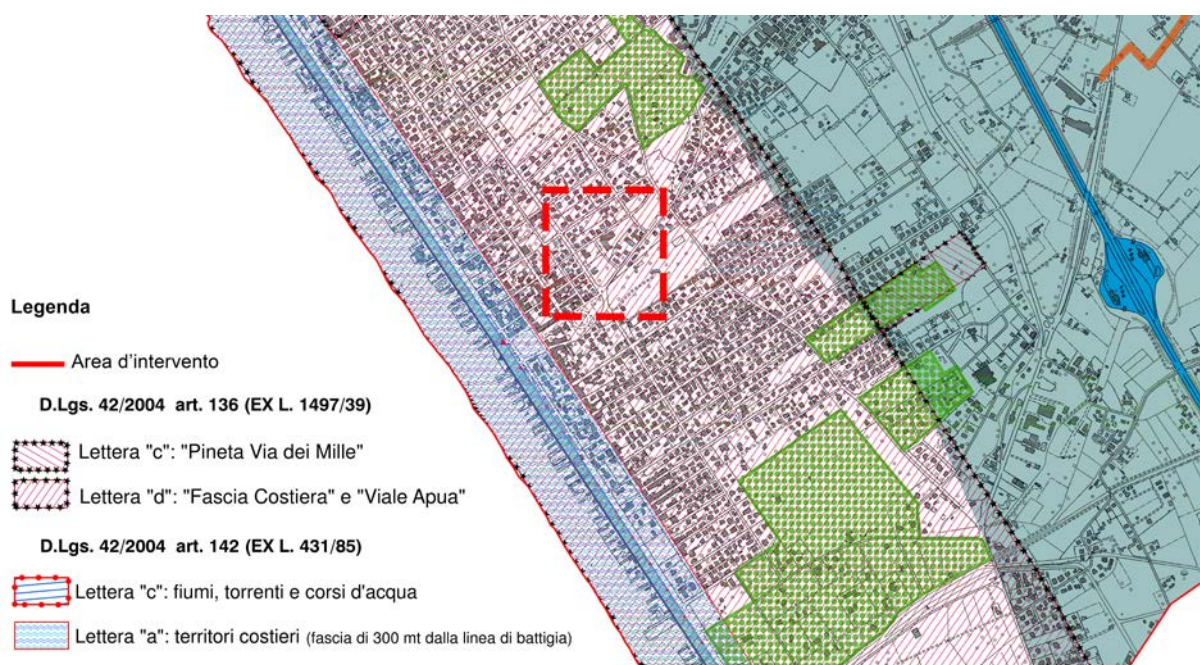 Legenda
Area d'intervento
D.Lgs. 42/2004 art. 136 (EX L. 1497/39)
Lettera "c": "Pineta Via dei Mille"
Lettera "d": "Fascia Costiera" e "Viale Apua"
D.Lgs. 42/2004 art. 142 (EX L. 431/85)
Lettera "c": fiumi, torrenti e corsi d'acqua
Lettera "a": territori costieri (fascia di 300 mt dalla linea di battigia)